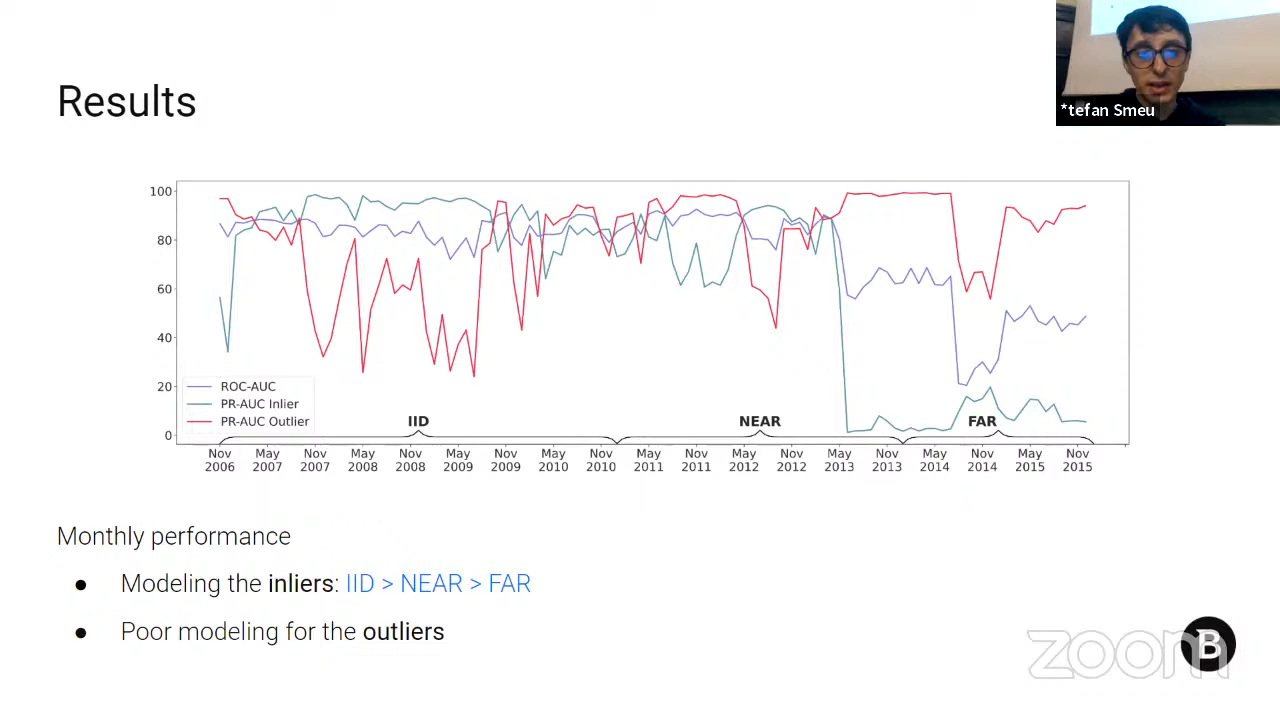 *tefan Smeu
Results
100
80
60
40
20
0
ROC-AUC
PR-AUC Inlier
PR-AUC Outlier
IID
NEAR
FAR
Nov 2006
May 2007
Nov 2007
May 2008
Nov 2008
May 2009
Nov 2009
May 2010
Nov 2010
May 2011
Nov 2011
May 2012
Nov 2012
May 2013
Nov 2013
May 2014
Nov 2014
May 2015
Nov 2015
Monthly performance
● Modeling the inliers: IID > NEAR > FAR
● Poor modeling for the outliers
zoom
B